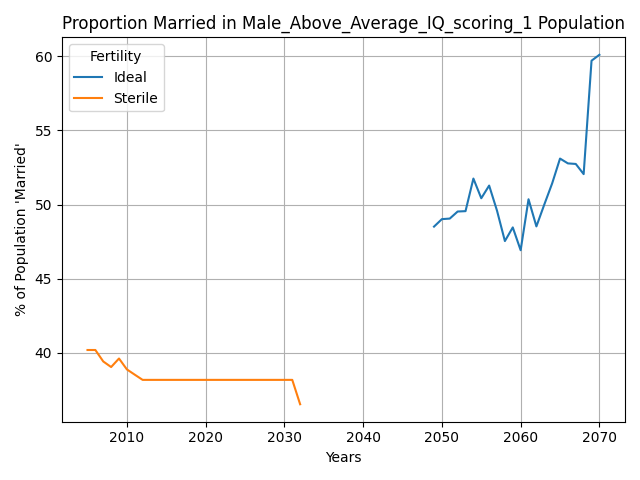 Proportion Married in Male_Above_Average_IQ_scoring_1 Population
Fertility
Ideal
Sterile
% of Population 'Married'
60
55
50
45
40
2010 2020 2030 2040 2050 2060 2070
Years